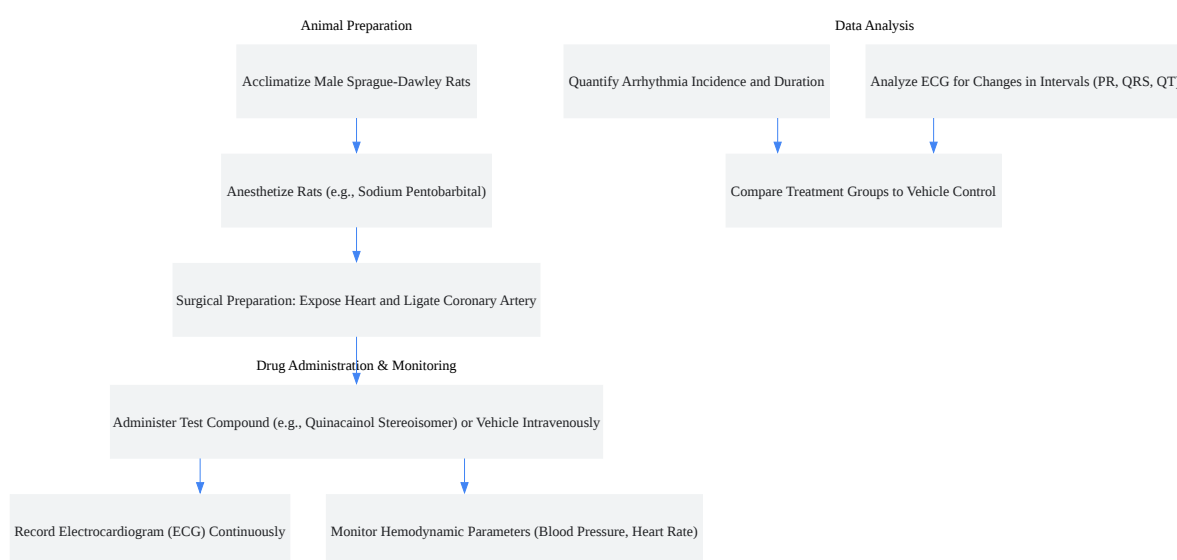 Animal Preparation
Acclimatize Male Sprague-Dawley Rats
Anesthetize Rats (e.g., Sodium Pentobarbital)
Surgical Preparation: Expose Heart and Ligate Coronary Artery
Drug Administration & Monitoring
Administer Test Compound (e.g., Quinacainol Stereoisomer) or Vehicle Intravenously
Record Electrocardiogram (ECG) Continuously
Monitor Hemodynamic Parameters (Blood Pressure, Heart Rate)
Data Analysis
Quantify Arrhythmia Incidence and Duration
Analyze ECG for Changes in Intervals (PR, QRS, QT)
Compare Treatment Groups to Vehicle Control